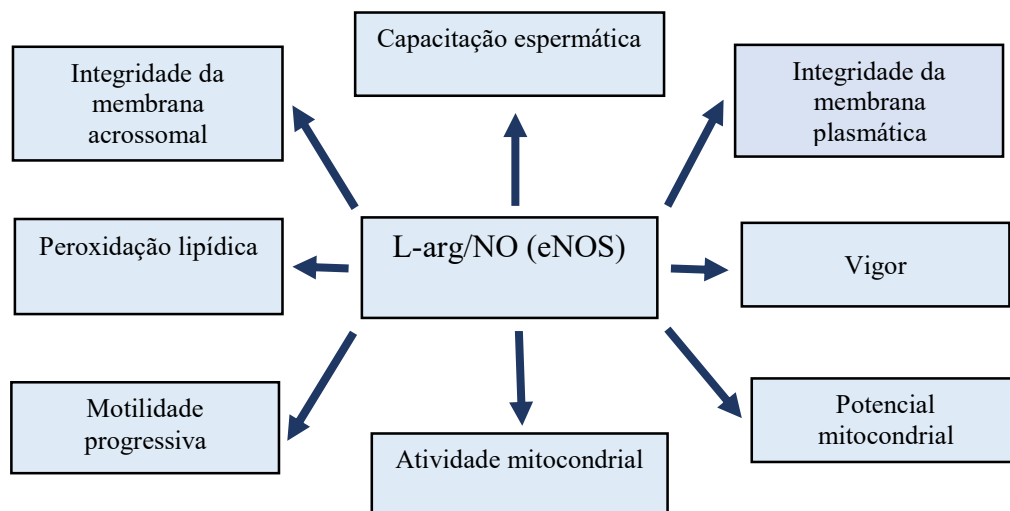 Capacitação espermática
Integridade da
membrana
acrossomal
Integridade da
membrana
plasmática
Peroxidação lipídica
L-arg/NO (eNOS)
Vigor
Motilidade
progressiva
Atividade mitocondrial
Potencial
mitocondrial